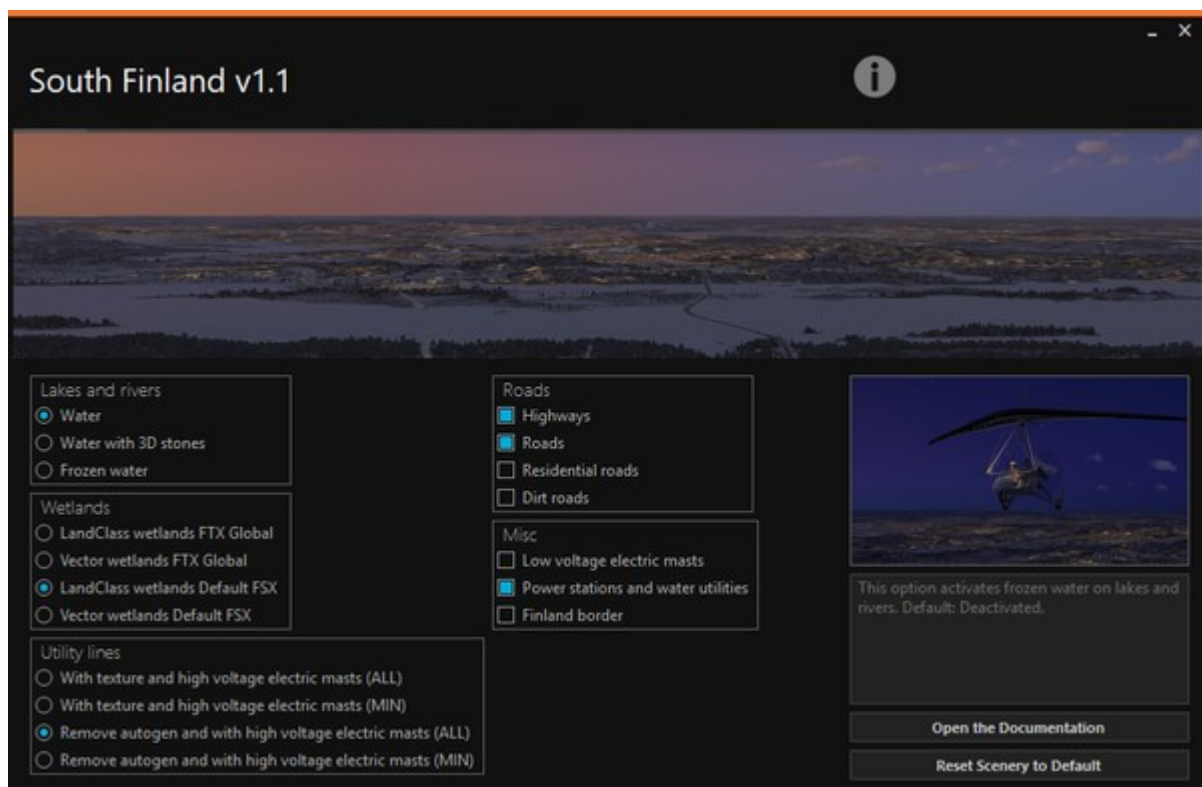 South Finland v1.1
Lakes and rivers
Water
Water with 3D stones
Frozen water
Wetlands
LandClass wetlands FTX Global
Vector wetlands FTX Global
LandClass wetlands Default FSX
Vector wetlands Default FSX
Utility lines
With texture and high voltage electric masts (ALL)
With texture and high voltage electric masts (MIN)
Remove autogen and with high voltage electric masts (ALL)
Remove autogen and with high voltage electric masts (MIN)
Roads
Highways
Roads
Residential roads
Dirt roads
Misc
Low voltage electric masts
Power stations and water utilities
Finland border
This option activates frozen water on lakes and
rivers. Default: Deactivated.
Open the Documentation
Reset Scenery to Default